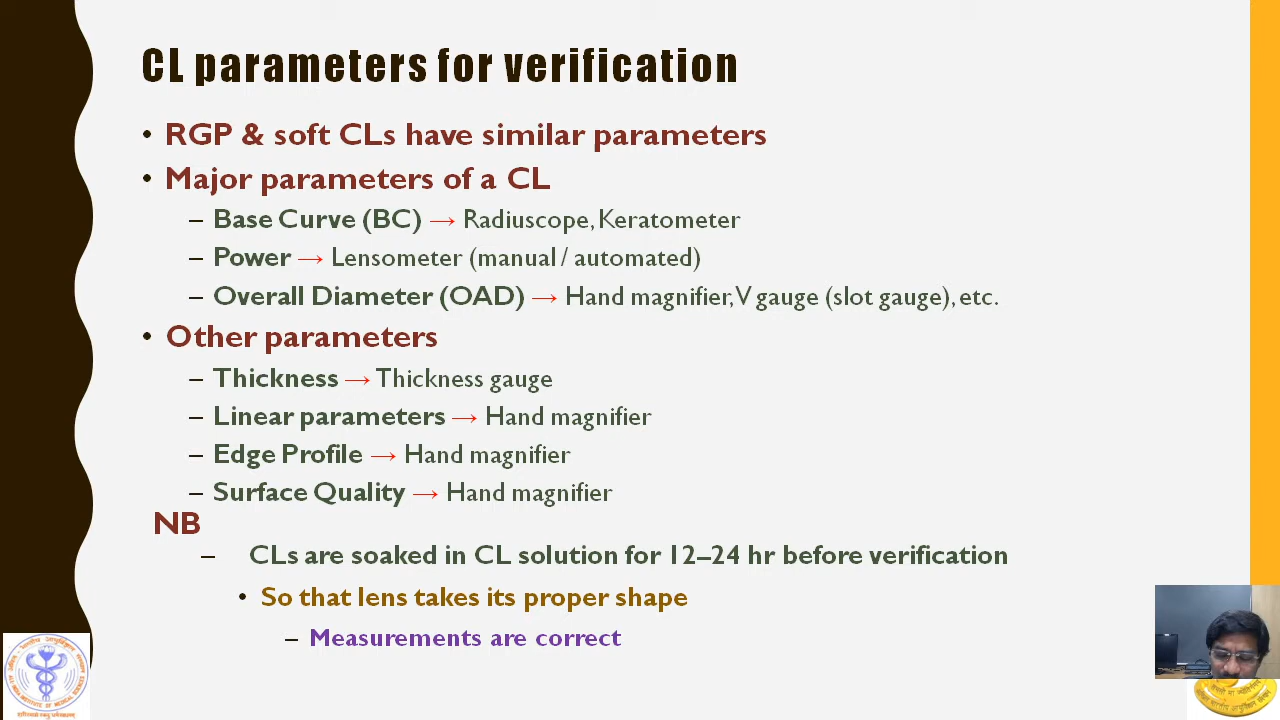 CL parameters for verification
• RGP & soft CLs have similar parameters
• Major parameters of a CL
– Base Curve (BC) → Radiuscope, Keratometer
– Power → Lensometer (manual / automated)
– Overall Diameter (OAD) → Hand magnifier, V gauge (slot gauge), etc.
• Other parameters
– Thickness → Thickness gauge
– Linear parameters → Hand magnifier
– Edge Profile → Hand magnifier
– Surface Quality → Hand magnifier
NB
– CLs are soaked in CL solution for 12–24 hr before verification
• So that lens takes its proper shape
– Measurements are correct